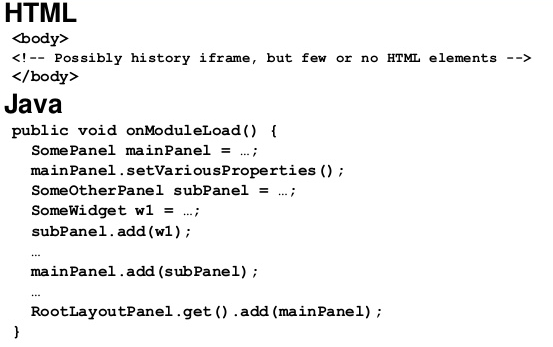 HTML
<body>
<!-- Possibly history iframe, but few or no HTML elements -->
</body>
Java
public void onModuleLoad() {
SomePanel mainPanel = …;
mainPanel.setVariousProperties();
SomeOtherPanel subPanel = …;
SomeWidget w1 = …;
subPanel.add(w1);
…
mainPanel.add(subPanel);
…
RootLayoutPanel.get().add(mainPanel);
}